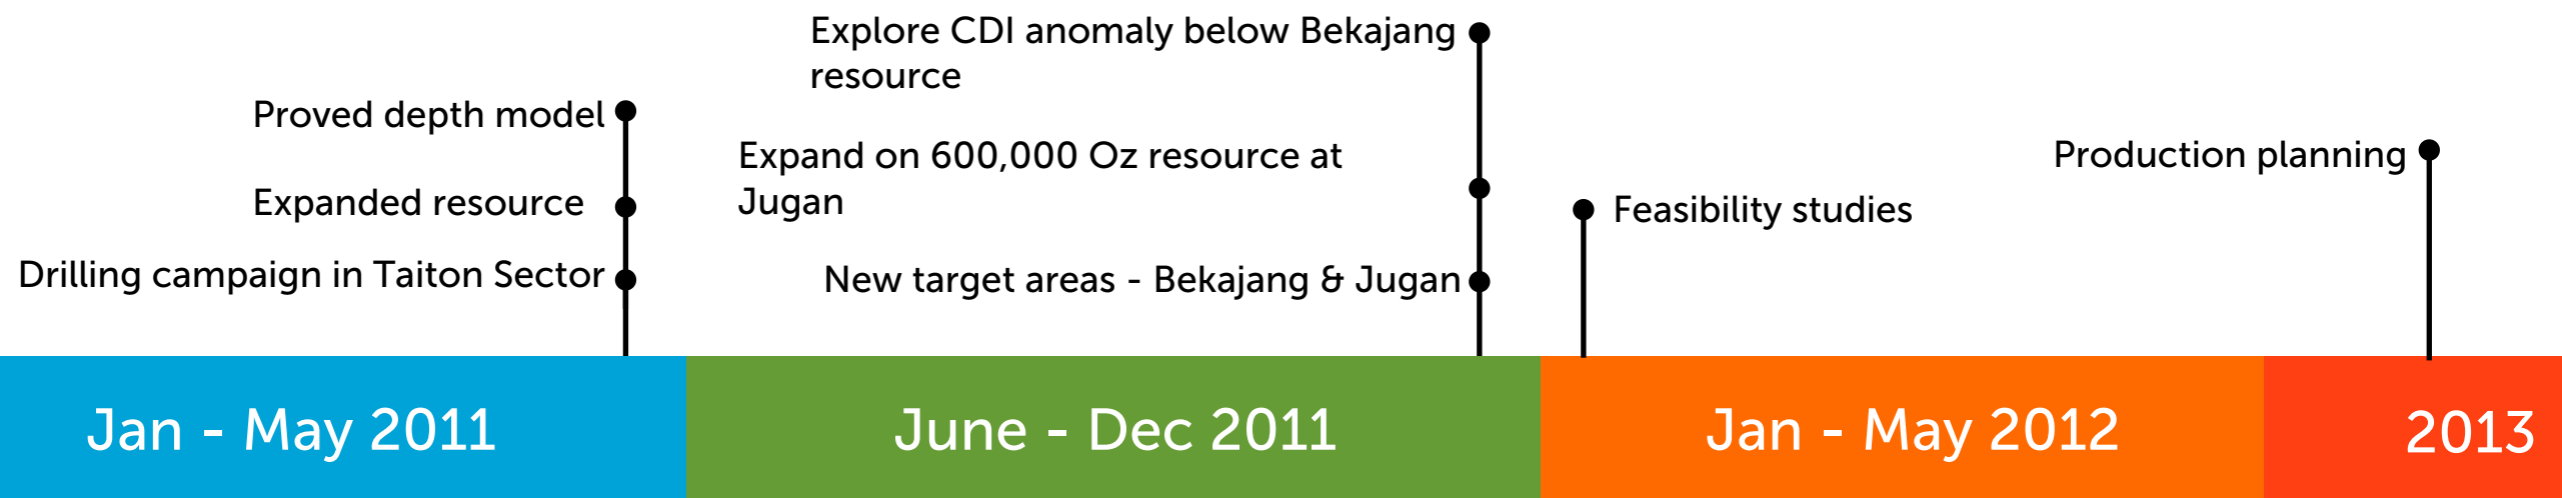 Proved depth model
Expanded resource
Drilling campaign in Taiton Sector
Explore CDI anomaly below Bekajang
resource
Expand on 600,000 Oz resource at
Jugan
New target areas - Bekajang & Jugan
Feasibility studies
Production planning
Jan - May 2011
June - Dec 2011
Jan - May 2012
2013